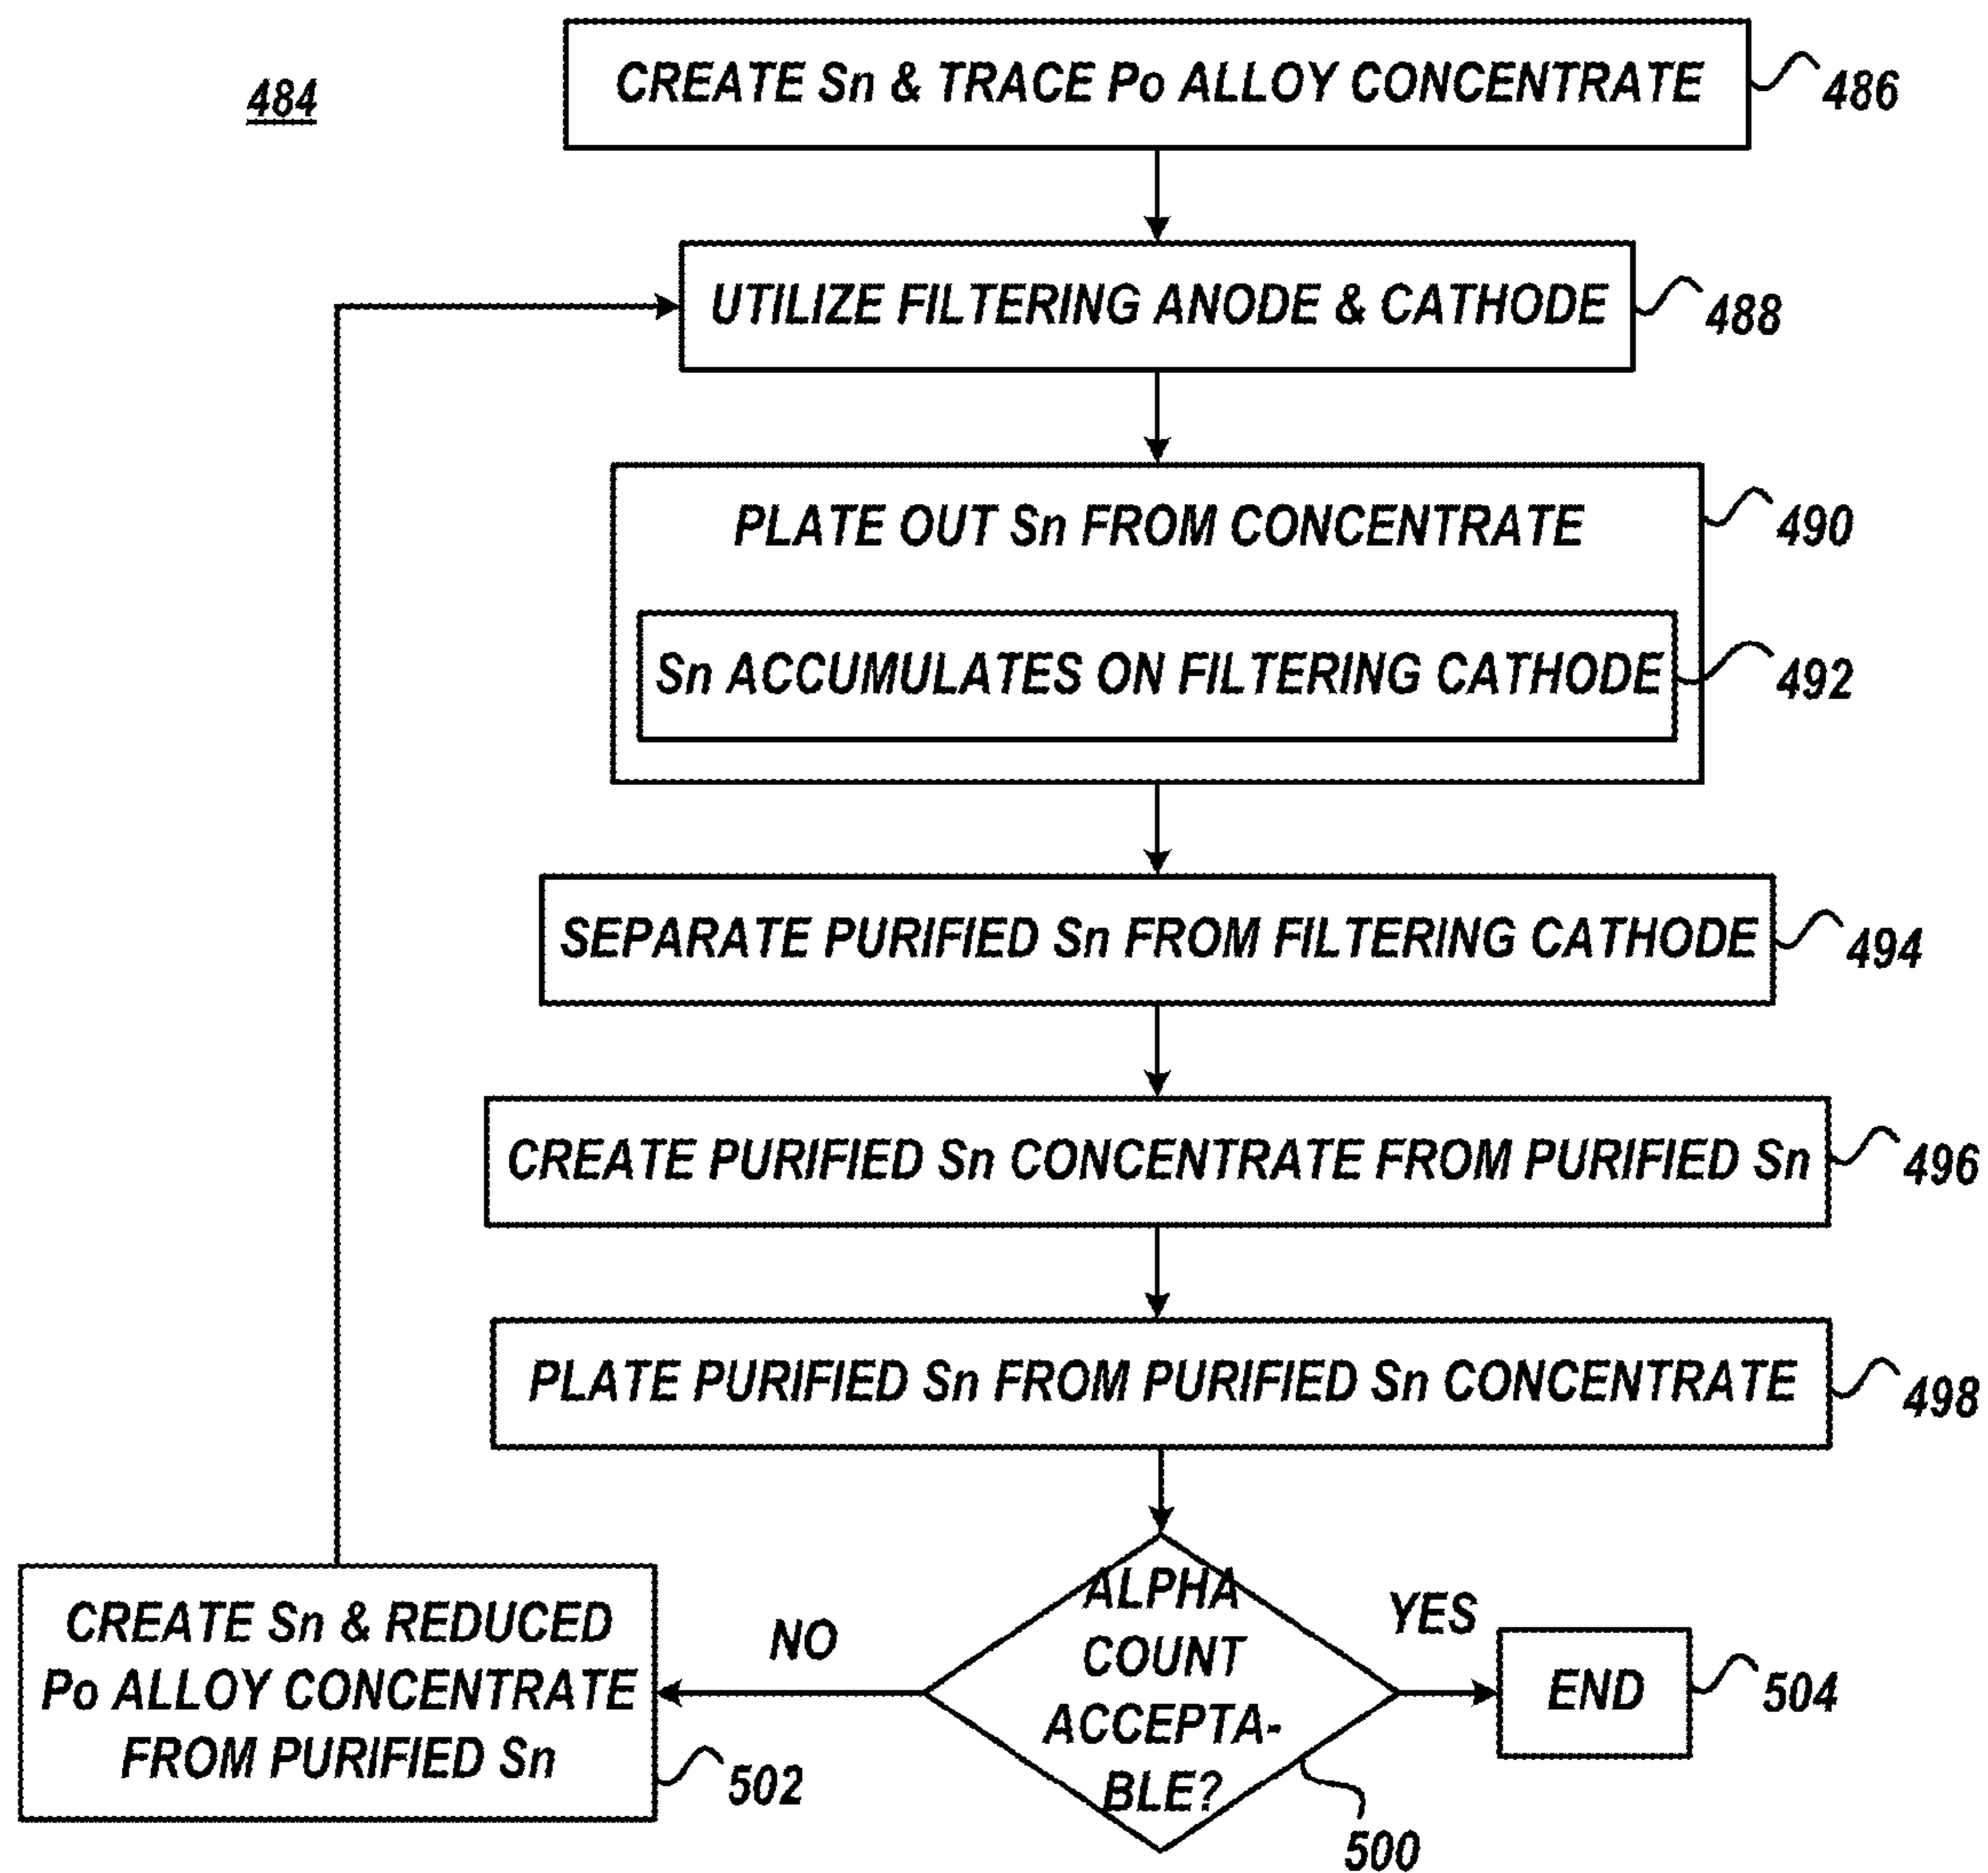 484
CREATE Sn & TRACE Po ALLOY CONCENTRATE
486
UTILIZE FILTERING ANODE & CATHODE
488
PLATE OUT Sn FROM CONCENTRATE
490
Sn ACCUMULATES ON FILTERING CATHODE
492
SEPARATE PURIFIED Sn FROM FILTERING CATHODE
494
CREATE PURIFIED Sn CONCENTRATE FROM PURIFIED Sn
496
PLATE PURIFIED Sn FROM PURIFIED Sn CONCENTRATE
498
ALPHA
COUNT
ACCEPTA-
BLE?
500
NO
YES
CREATE Sn & REDUCED
Po ALLOY CONCENTRATE
FROM PURIFIED Sn
502
END
504